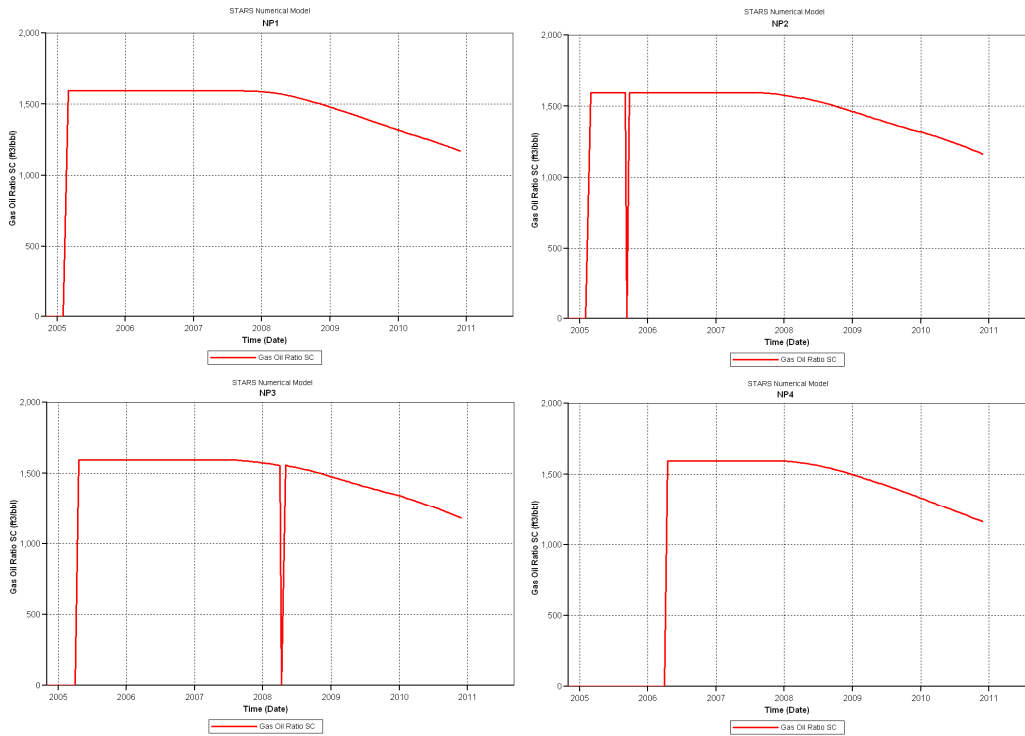 STARS Numerical Model
NP1
2,000
1,500
1,000
500
0
Gas Oil Ratio SC (ft3/bbl)
2005 2006 2007 2008 2009 2010 2011
Time (Date)
Gas Oil Ratio SC
STARS Numerical Model
NP2
2,000
1,500
1,000
500
0
Gas Oil Ratio SC (ft3/bbl)
2005 2006 2007 2008 2009 2010 2011
Time (Date)
Gas Oil Ratio SC
STARS Numerical Model
NP3
2,000
1,500
1,000
500
0
Gas Oil Ratio SC (ft3/bbl)
2005 2006 2007 2008 2009 2010 2011
Time (Date)
Gas Oil Ratio SC
STARS Numerical Model
NP4
2,000
1,500
1,000
500
0
Gas Oil Ratio SC (ft3/bbl)
2005 2006 2007 2008 2009 2010 2011
Time (Date)
Gas Oil Ratio SC